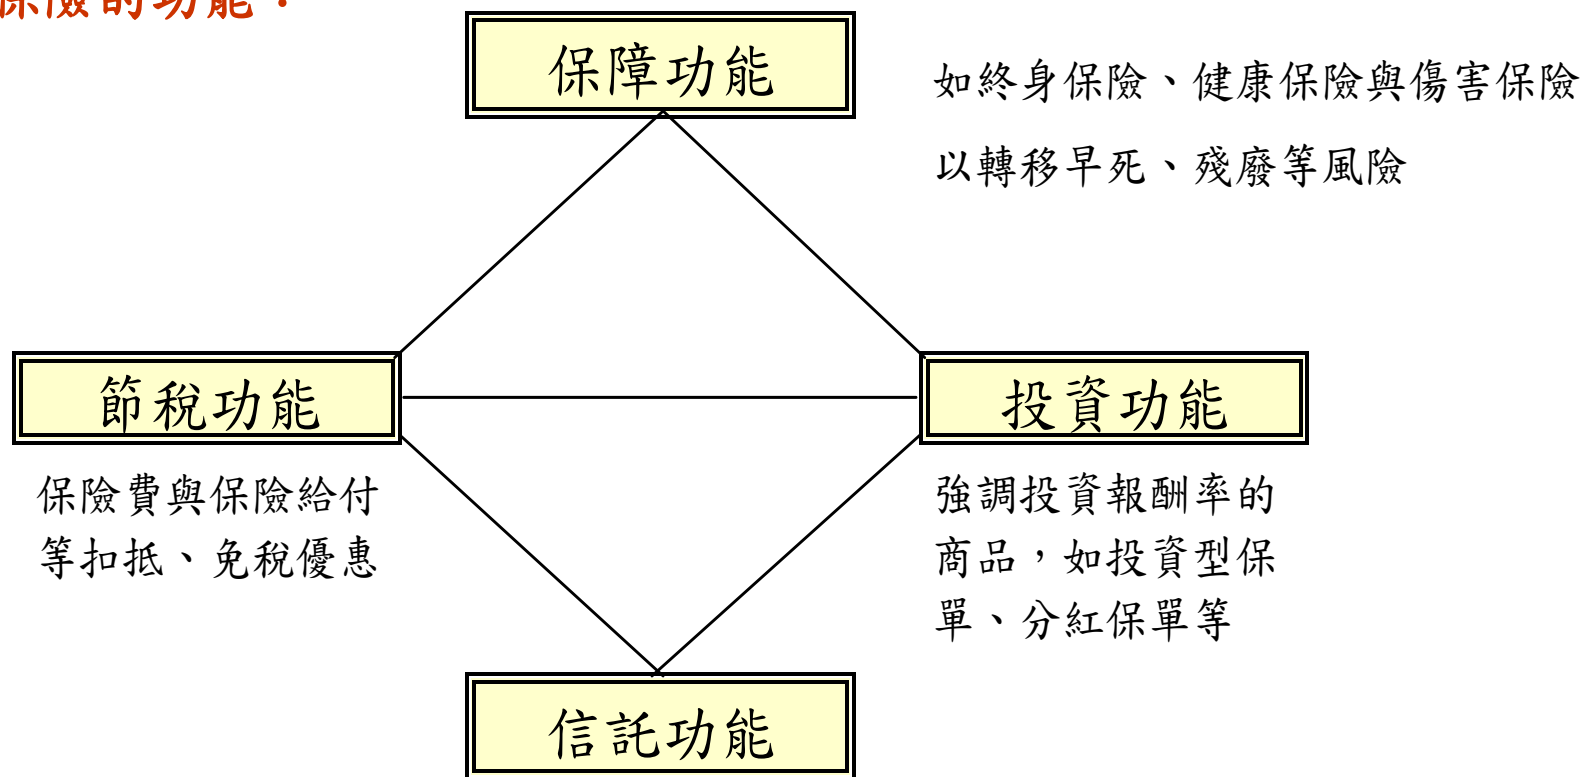 保險的功能：
保障功能
如終身保險、健康保險與傷害保險
以轉移早死、殘廢等風險
節稅功能
投資功能
保險費與保險給付
等扣抵、免稅優惠
強調投資報酬率的
商品，如投資型保
單、分紅保單等
信託功能